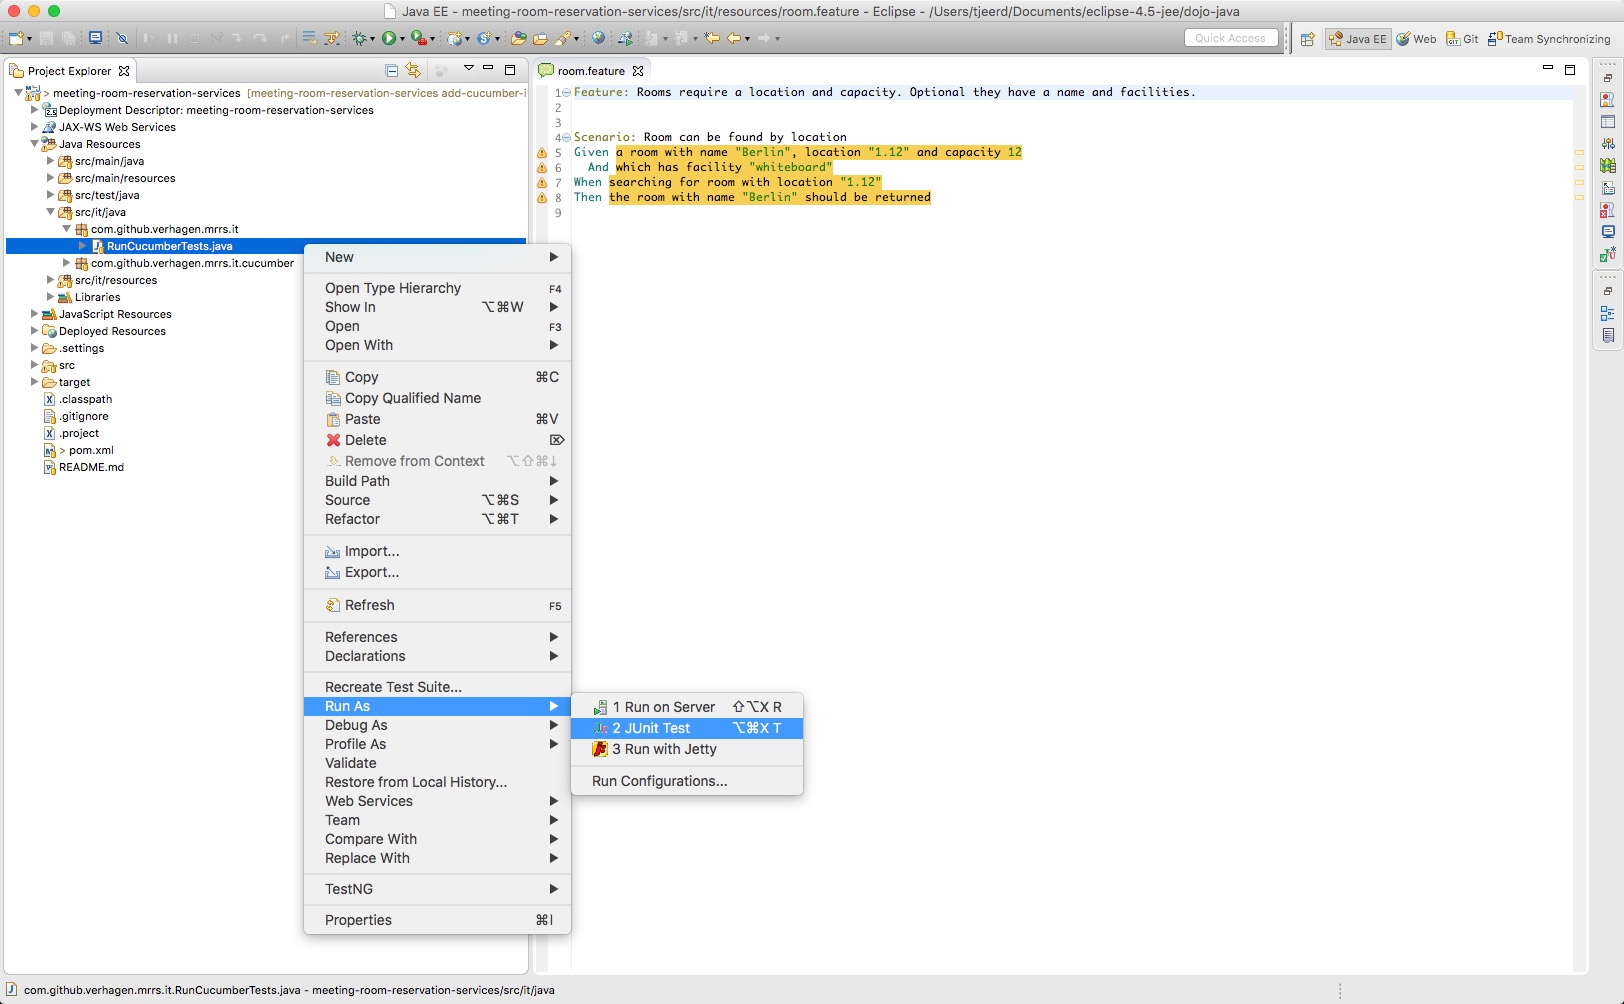 Java EE - meeting-room-reservation-services/src/it/resources/room.feature - Eclipse - /Users/tjeerd/Documents/eclipse-4.5-jee/dojo-java
Quick Access
Java EE
Web
Git
Team Synchronizing
Project Explorer
> meeting-room-reservation-services [meeting-room-reservation-services add-cucumber-i
Deployment Descriptor: meeting-room-reservation-services
JAX-WS Web Services
Java Resources
src/main/java
src/main/resources
src/test/java
src/it/java
com.github.verhagen.mrrs.it
RunCucumberTests.java
com.github.verhagen.mrrs.it.cucumber
src/it/resources
Libraries
JavaScript Resources
Deployed Resources
.settings
src
target
.classpath
.gitignore
.project
> pom.xml
README.md
room.feature
1 Feature: Rooms require a location and capacity. Optional they have a name and facilities.
2
3
4 Scenario: Room can be found by location
5 Given a room with name "Berlin", location "1.12" and capacity 12
6 And which has facility "whiteboard"
7 When searching for room with location "1.12"
8 Then the room with name "Berlin" should be returned
9
New
Open Type Hierarchy F4
Show In ⌥⌘W
Open F3
Open With
Copy ⌘C
Copy Qualified Name
Paste ⌘V
Delete ⌦
Remove from Context ⌥⇧⌘↓
Build Path
Source ⌥⌘S
Refactor ⌥⌘T
Import...
Export...
Refresh F5
References
Declarations
Recreate Test Suite...
Run As
Debug As
Profile As
Validate
Restore from Local History...
Web Services
Team
Compare With
Replace With
TestNG
Properties ⌘I
1 Run on Server ⇧⌥X R
2 JUnit Test ⌥⌘X T
3 Run with Jetty
Run Configurations...
com.github.verhagen.mrrs.it.RunCucumberTests.java - meeting-room-reservation-services/src/it/java